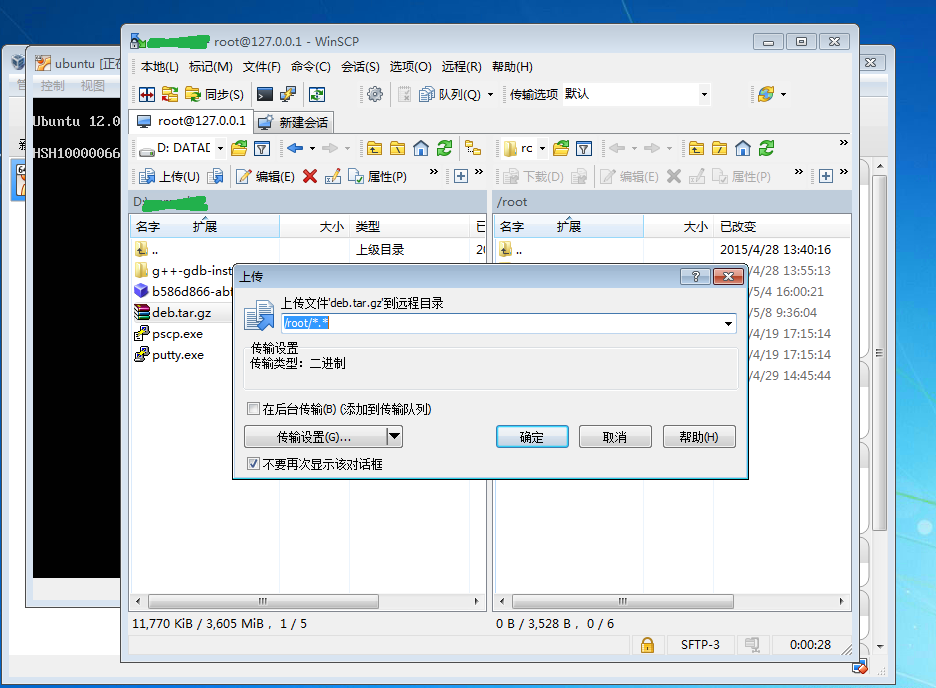 root@127.0.0.1 - WinSCP
ubuntu [正在
控制 视图
Ubuntu 12.0
HSH10000066
本地(L) 标记(M) 文件(F) 命令(C) 会话(S) 选项(O) 远程(R) 帮助(H)
同步(S) 队列(Q) 传输选项 默认
root@127.0.0.1 新建会话
D: DATAD rc
上传(U) 编辑(E) 属性(P) 下载(D) 编辑(E) 属性(P)
D: /root
名字 扩展 大小 类型 已 名字 扩展 大小 已改变
.. 上级目录 20 .. 2015/4/28 13:40:16
g++-gdb-inst /4/28 13:55:13
b586d866-ab /5/4 16:00:21
deb.tar.gz /5/8 9:36:04
pscp.exe /4/19 17:15:14
putty.exe /4/19 17:15:14
/4/29 14:45:44
上传
上传文件'deb.tar.gz'到远程目录
/root/*.*
传输设置
传输类型：二进制
在后台传输(B) (添加到传输队列)
传输设置(G)... 确定 取消 帮助(H)
不要再次显示该对话框
11,770 KiB / 3,605 MiB， 1 / 5 0 B / 3,528 B， 0 / 6
SFTP-3 0:00:28